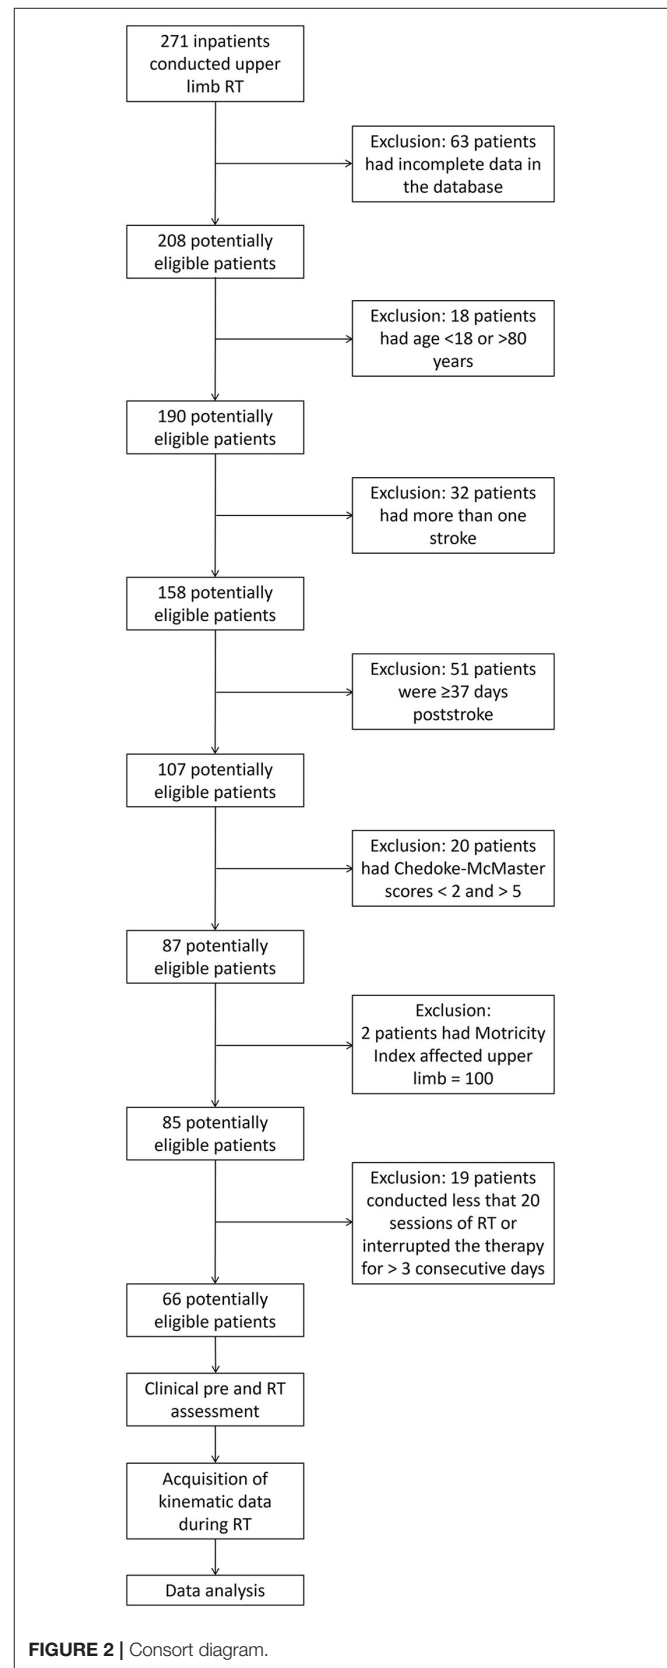 271 inpatients
conducted upper
limb RT
Exclusion: 63 patients
had incomplete data in
the database
208 potentially
eligible patients
Exclusion: 18 patients
had age <18 or >80
years
190 potentially
eligible patients
Exclusion: 32 patients
had more than one
stroke
158 potentially
eligible patients
Exclusion: 51 patients
were ≥37 days
poststroke
107 potentially
eligible patients
Exclusion: 20 patients
had Chedoke-McMaster
scores < 2 and > 5
87 potentially
eligible patients
Exclusion:
2 patients had Motricity
Index affected upper
limb = 100
85 potentially
eligible patients
Exclusion: 19 patients
conducted less that 20
sessions of RT or
interrupted the therapy
for > 3 consecutive days
66 potentially
eligible patients
Clinical pre and RT
assessment
Acquisition of
kinematic data
during RT
Data analysis
FIGURE 2 | Consort diagram.